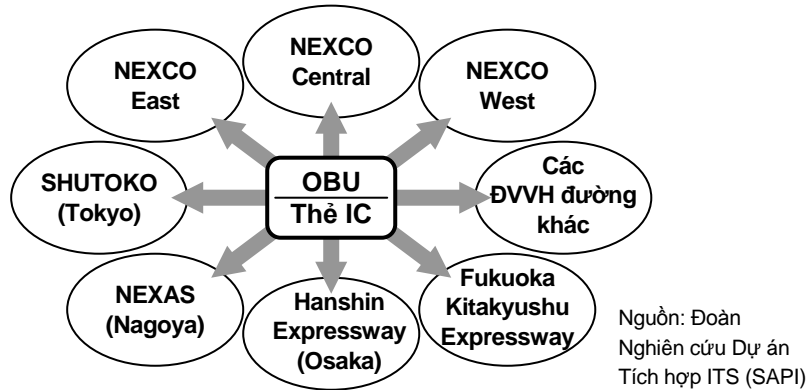 NEXCO
Central
NEXCO
East
NEXCO
West
SHUTOKO
(Tokyo)
OBU
Thẻ IC
Các
ĐVVH đường
khác
NEXAS
(Nagoya)
Hanshin
Expressway
(Osaka)
Fukuoka
Kitakyushu
Expressway
Nguồn: Đoàn
Nghiên cứu Dự án
Tích hợp ITS (SAPI)